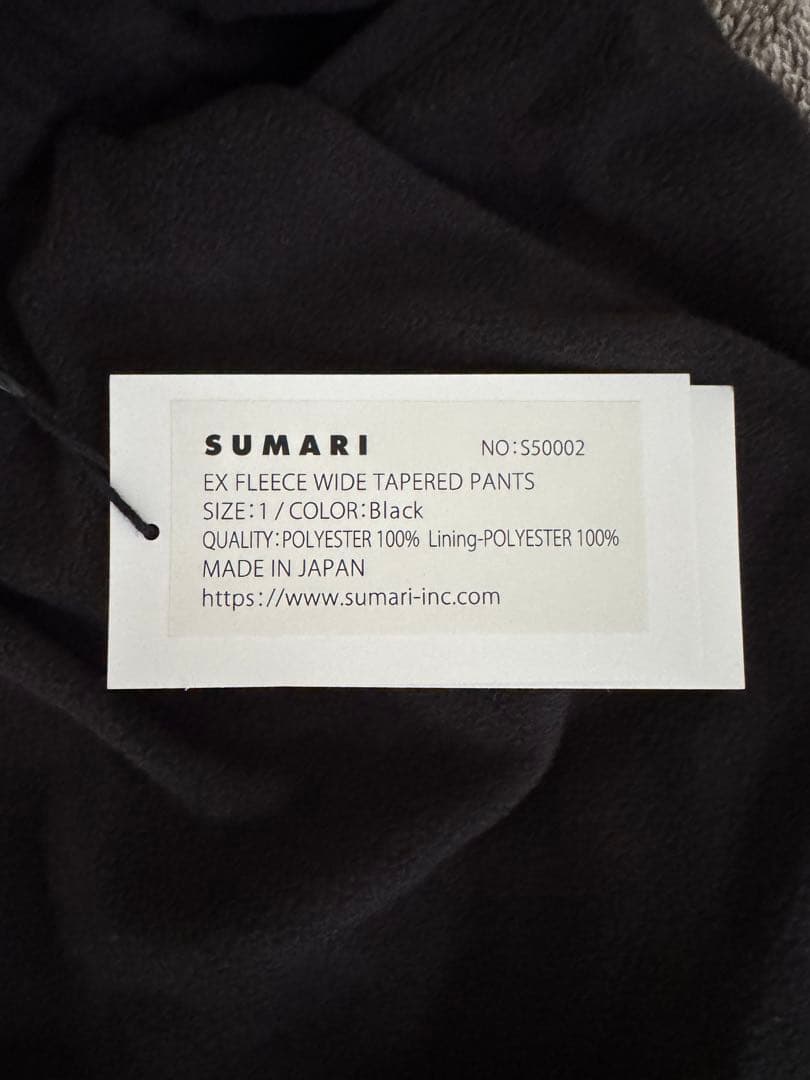 SUMARI NO:S50002
EX FLEECE WIDE TAPERED PANTS
SIZE:1 / COLOR:Black
QUALITY:POLYESTER 100% Lining-POLYESTER 100%
MADE IN JAPAN
https://www.sumari-inc.com